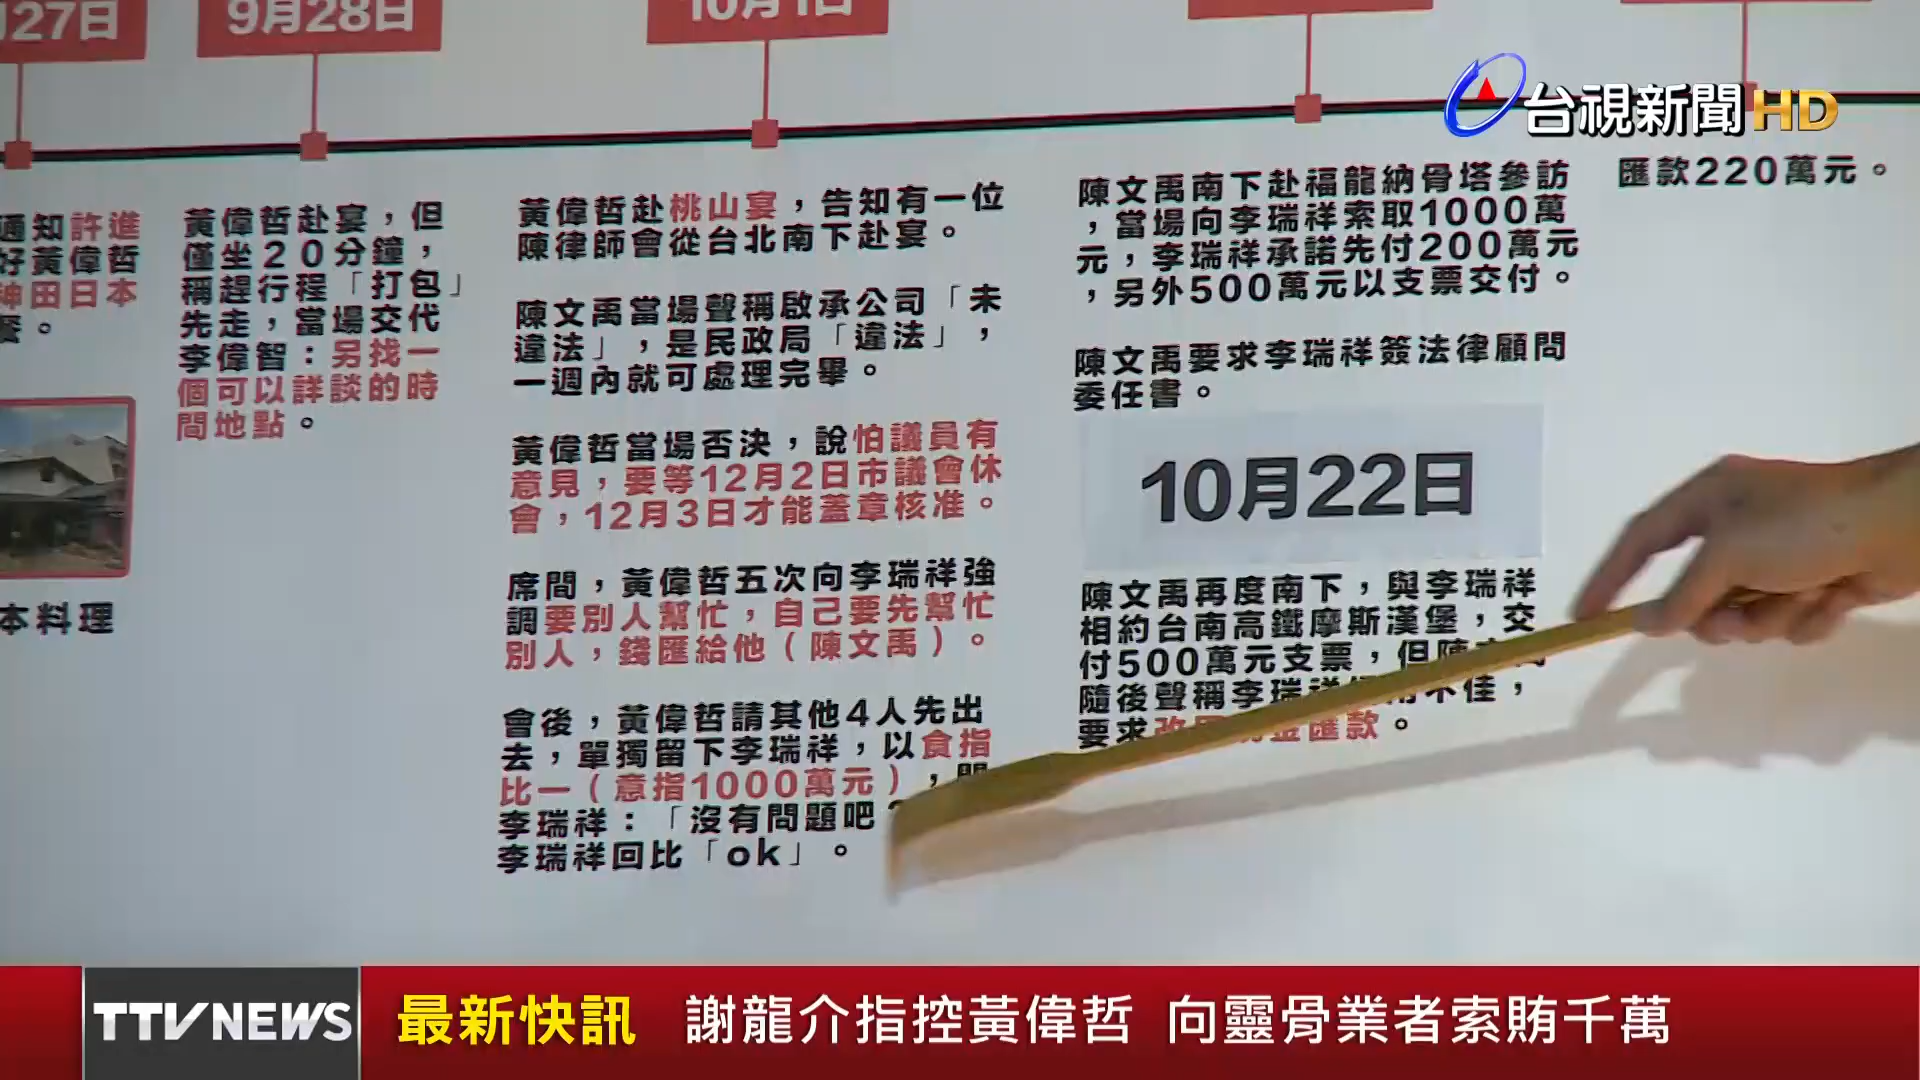 27日
9月28日
10月1日
台視新聞HD
通知許進
好黃偉哲
神田日本
餐。
本料理
黃偉哲赴宴，但
僅坐20分鐘，
稱趕行程「打包」
先走，當場交代
李偉智：另找一
個可以詳談的時
間地點。
黃偉哲赴桃山宴，告知有一位
陳律師會從台北南下赴宴。
陳文禹當場聲稱啟承公司「未
違法」，是民政局「違法」，
一週內就可處理完畢。
黃偉哲當場否決，說怕議員有
意見，要等12月2日市議會休
會，12月3日才能蓋章核准。
席間，黃偉哲五次向李瑞祥強
調要別人幫忙，自己要先幫忙
別人，錢匯給他（陳文禹）。
會後，黃偉哲請其他4人先出
去，單獨留下李瑞祥，以食指
比一（意指1000萬元），
李瑞祥：「沒有問題吧
李瑞祥回比「ok」。
陳文禹南下赴福龍納骨塔參訪
，當場向李瑞祥索取1000萬
元，李瑞祥承諾先付200萬元
，另外500萬元以支票交付。
陳文禹要求李瑞祥簽法律顧問
委任書。
10月22日
陳文禹再度南下，與李瑞祥
相約台南高鐵摩斯漢堡，交
付500萬元支票，但陳
隨後聲稱李瑞祥 不佳，
要求 匯款。
匯款220萬元。
TTV NEWS
最新快訊 謝龍介指控黃偉哲 向靈骨業者索賄千萬